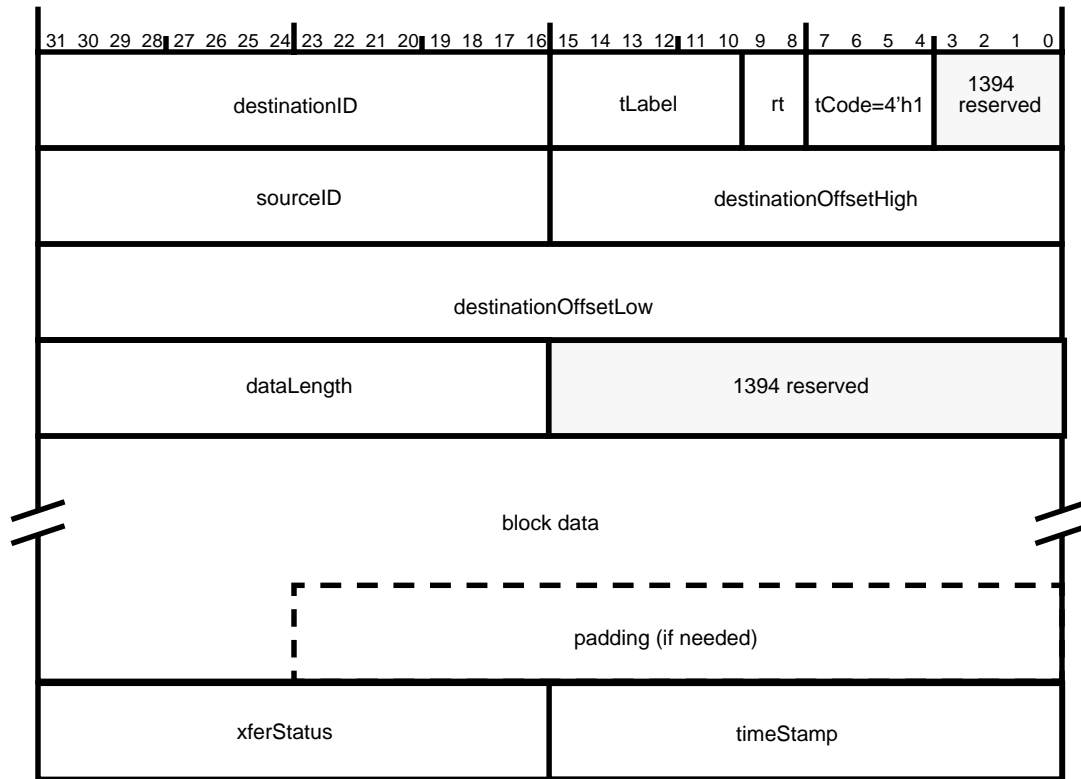 31 30 29 28 27 26 25 24 23 22 21 20 19 18 17 16 15 14 13 12 11 10 9 8 7 6 5 4 3 2 1 0
destinationID tLabel rt tCode=4'h1 1394
reserved
sourceID destinationOffsetHigh
destinationOffsetLow
dataLength 1394 reserved
block data
padding (if needed)
xferStatus timeStamp